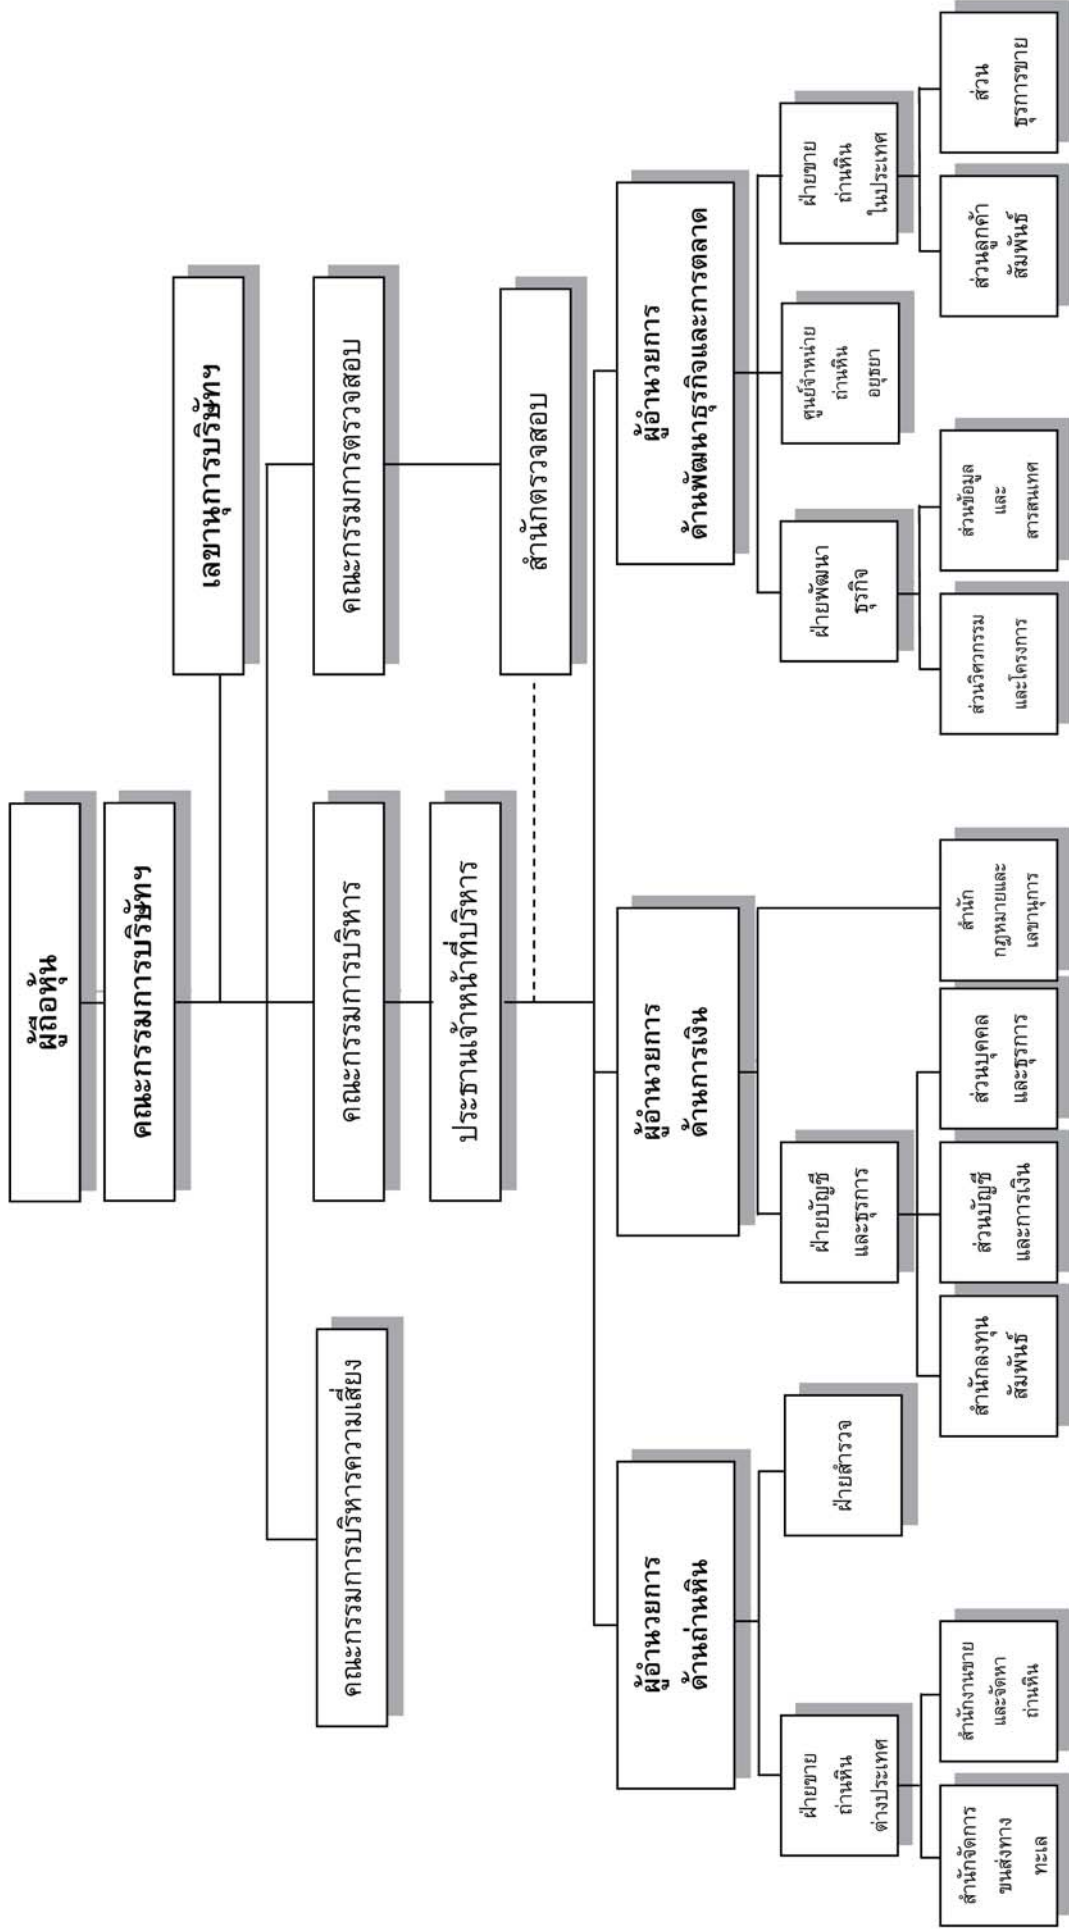 ผู้ถือหุ้น
คณะกรรมการบริษัทฯ
เลขานุการบริษัทฯ
คณะกรรมการบริหารความเสี่ยง
คณะกรรมการบริหาร
คณะกรรมการตรวจสอบ
ประธานเจ้าหน้าที่บริหาร
สำนักตรวจสอบ
ผู้อำนวยการ
ด้านถ่านหิน
ผู้อำนวยการ
ด้านการเงิน
ผู้อำนวยการ
ด้านพัฒนาธุรกิจและการตลาด
ฝ่ายขาย
ถ่านหิน
ต่างประเทศ
ฝ่ายสำรวจ
ฝ่ายบัญชี
และธุรการ
ฝ่ายพัฒนา
ธุรกิจ
ศูนย์จำหน่าย
ถ่านหิน
อยุธยา
ฝ่ายขาย
ถ่านหิน
ในประเทศ
สำนักจัดการ
ขนส่งทาง
ทะเล
สำนักงานขาย
และจัดหา
ถ่านหิน
สำนักลงทุน
สัมพันธ์
ส่วนบัญชี
และการเงิน
ส่วนบุคคล
และธุรการ
สำนัก
กฎหมายและ
เลขานุการ
ส่วนวิศวกรรม
และโครงการ
ส่วนข้อมูล
และ
สารสนเทศ
ส่วนลูกค้า
สัมพันธ์
ส่วน
ธุรการขาย